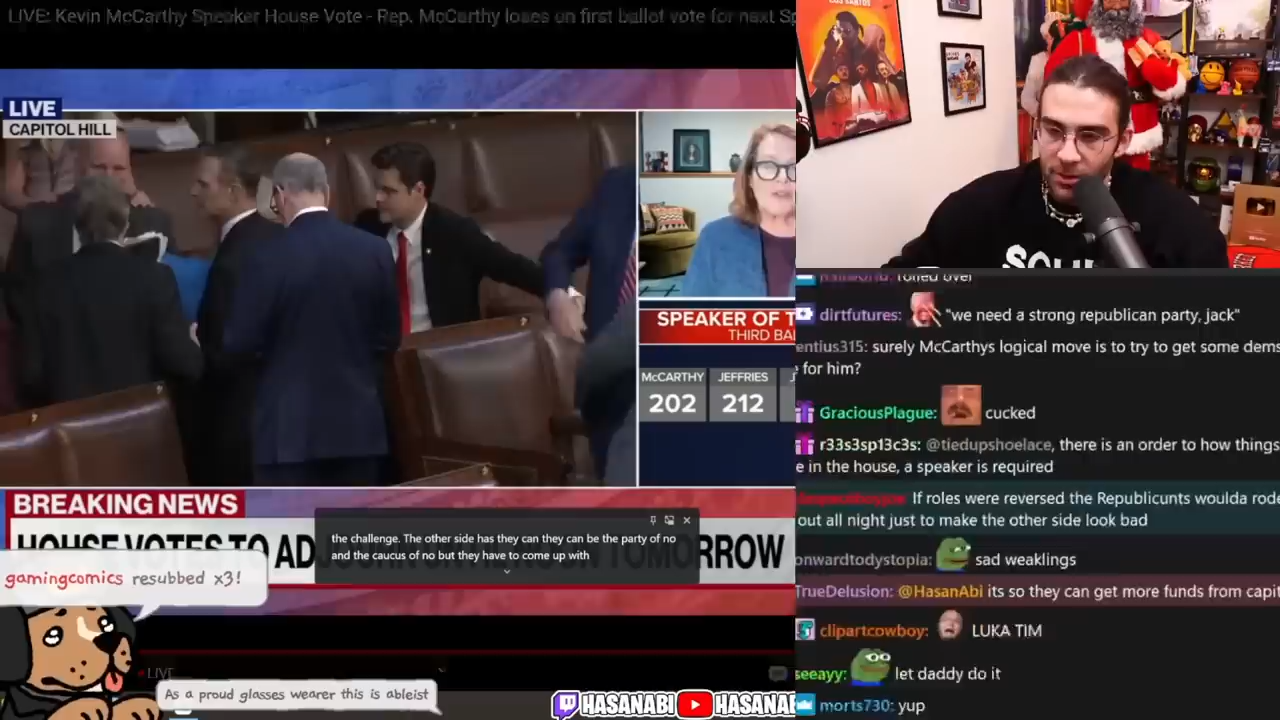 LIVE: Kevin McCarthy Speaker House Vote - Rep. McCarthy loses on first ballot vote for next Sp
LOS SANTOS
LIVE
CAPITOL HILL
SPEAKER OF T
THIRD BA
McCARTHY
202
JEFFRIES
212
J
BREAKING NEWS
HOUSE VOTES TO AD
OMORROW
the challenge. The other side has they can they can be the party of no
and the caucus of no but they have to come up with
gamingcomics resubbed x3!
LIVE
As a proud glasses wearer this is ableist
HASANABI
HASANAB
rolled over
dirtfutures: "we need a strong republican party, jack"
entius315: surely McCarthys logical move is to try to get some dems
e for him?
GraciousPlague: cucked
r33s3sp13c3s: @tiedupshoelace, there is an order to how things
e in the house, a speaker is required
If roles were reversed the Republicunts woulda rode
out all night just to make the other side look bad
onwardtodystopia: sad weaklings
TrueDelusion: @HasanAbi its so they can get more funds from capit
clipartcowboy: LUKA TIM
seeayy: let daddy do it
morts730: yup